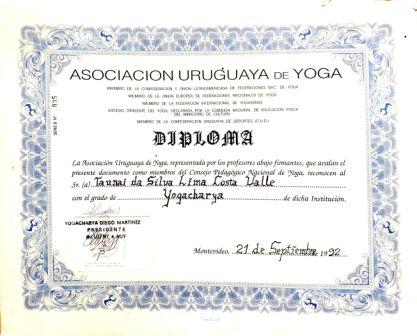 SERIE Nº 035
ASOCIACION URUGUAYA DE YOGA
MIEMBRO DE LA CONFEDERACION Y UNION LATINOAMERICANA DE FEDERACIONES NAC DE YOGA
MIEMBRO DE LA UNION EUROPEA DE FEDERACIONES NACIONALES DE YOGA
MIEMBRO DE LA FEDERACION INTERNACIONAL DE YOGASANAS
ENTIDAD DIRIGENTE DEL YOGA, DECLARADA POR LA COMISION NACIONAL DE EDUCACION FISICA
DEL MINISTERIO DE CULTURA
MIEMBRO DE LA CONFEDERACION URUGUAYA DE DEPORTES (C.U.D.)
DIPLOMA
La Asociación Uruguaya de Yoga, representada por los profesores abajo firmantes, que avalan el
presente documento como miembros del Consejo Pedagógico Nacional de Yoga, reconocen al
Sr. (a) da Silva Lima Costa Valle
con el grado de Yogacharya de dicha Institución.
YOGACHARYA DIEGO MARTINEZ
PRESIDENTE
Montevideo, 21 de Septiembre 1992